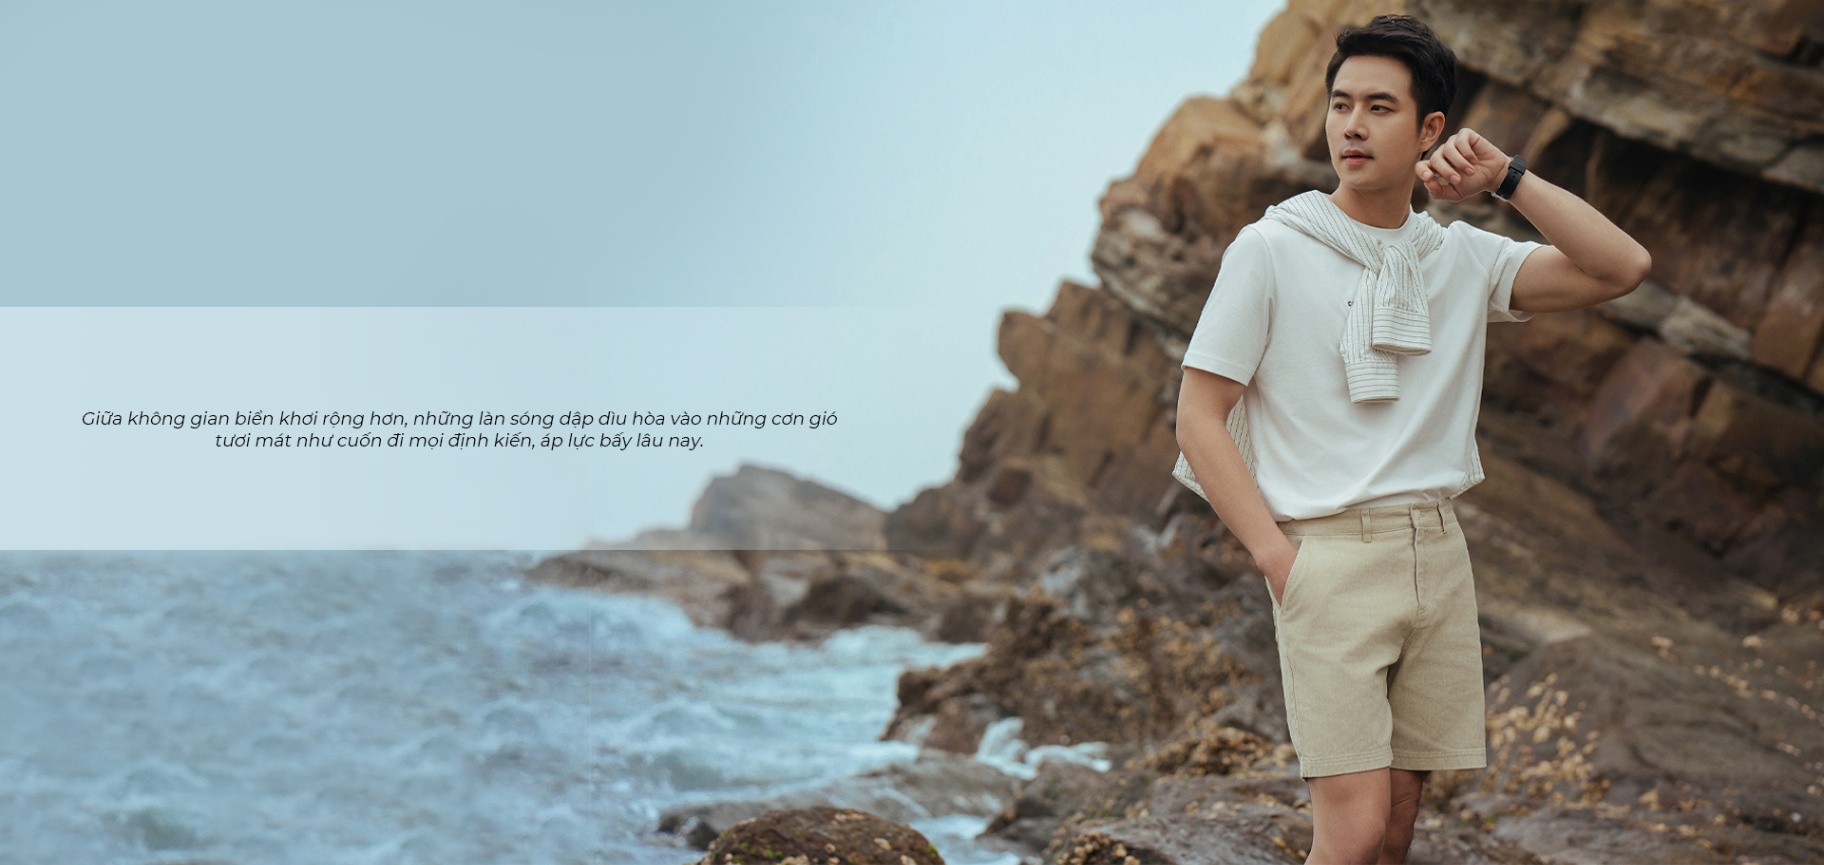 Giữa không gian biển khơi rộng hơn, những làn sóng dập dìu hòa vào những cơn gió
tươi mát như cuốn đi mọi định kiến, áp lực bấy lâu nay.